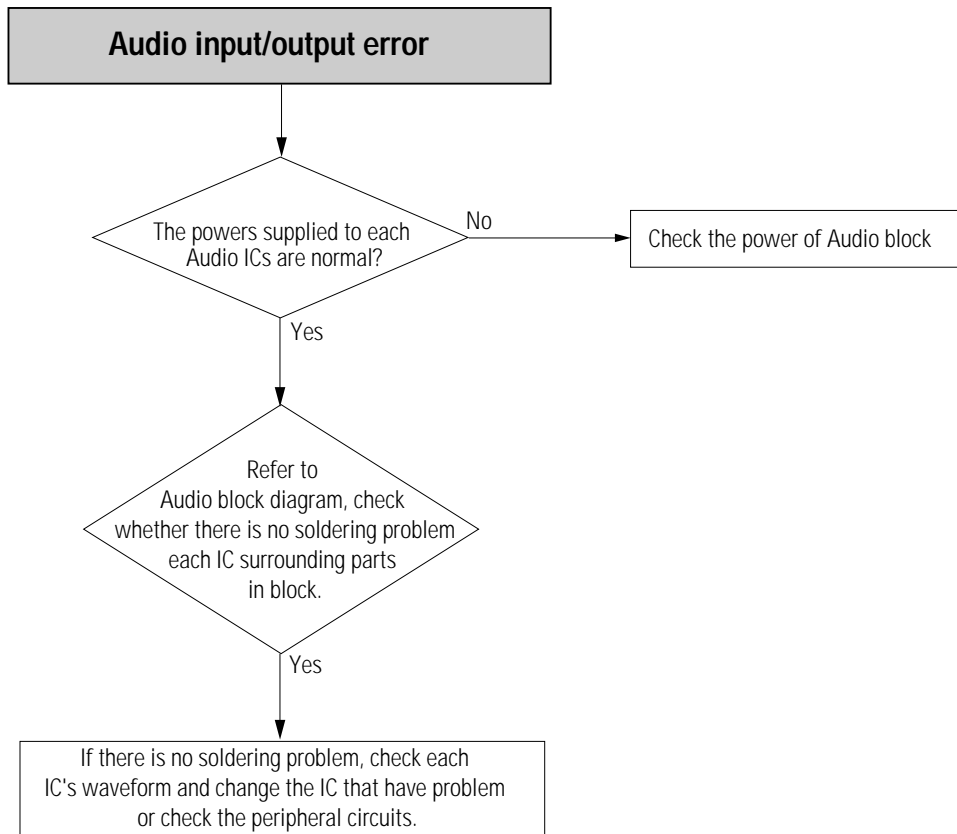 Audio input/output error
The powers supplied to each
Audio ICs are normal?
No
Check the power of Audio block
Yes
Refer to
Audio block diagram, check
whether there is no soldering problem
each IC surrounding parts
in block.
Yes
If there is no soldering problem, check each
IC's waveform and change the IC that have problem
or check the peripheral circuits.